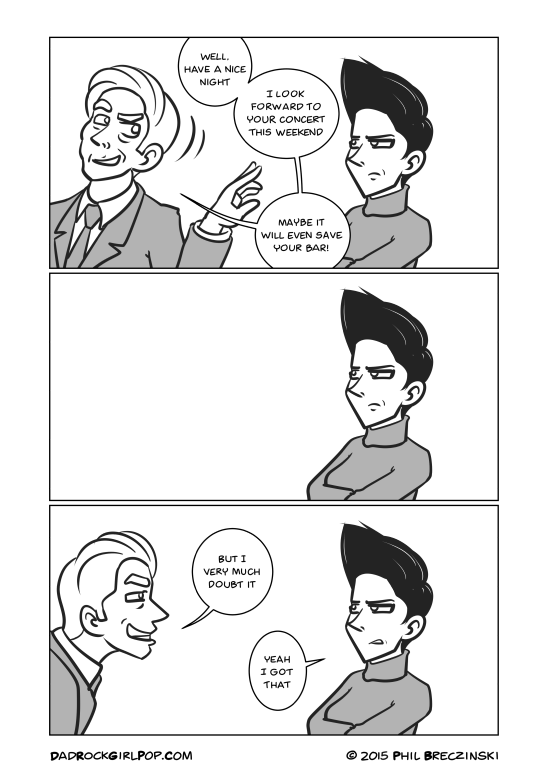 WELL.
HAVE A NICE
NIGHT
I LOOK
FORWARD TO
YOUR CONCERT
THIS WEEKEND
MAYBE IT
WILL EVEN SAVE
YOUR BAR!
BUT I
VERY MUCH
DOUBT IT
YEAH
I GOT
THAT
DADROCKGIRLPOP.COM
© 2015 PHIL BRECZINSKI